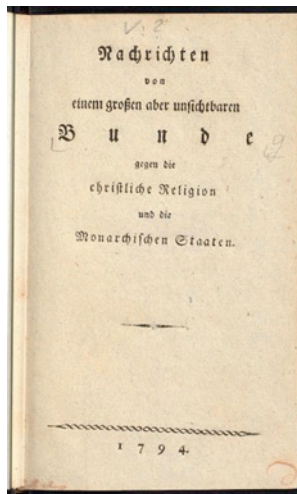 Nachrichten
von
einem großen aber unsichtbaren
Bunde
gegen die
christliche Religion
und die
Monarchischen Staaten.
1794.